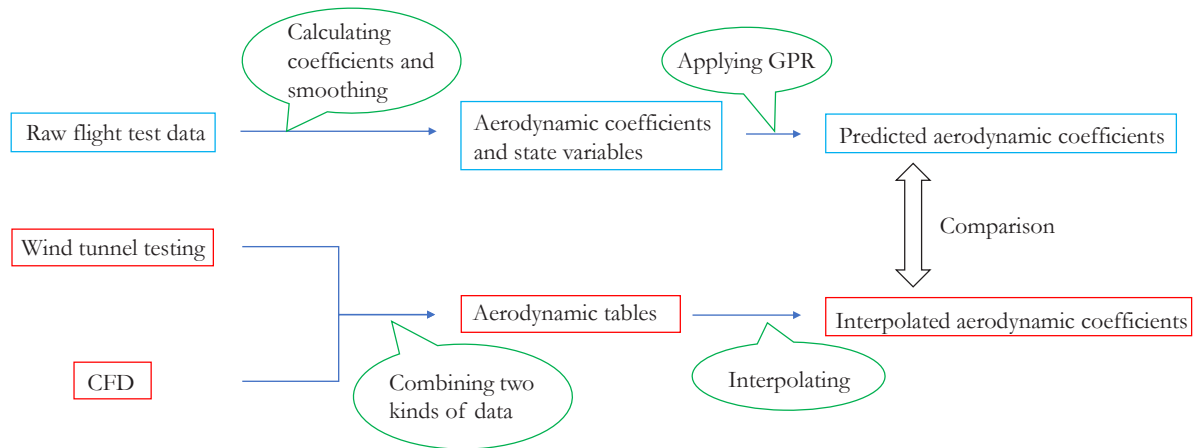 Calculating
coefficients and
smoothing
Applying GPR
Raw flight test data
Aerodynamic coefficients
and state variables
Predicted aerodynamic coefficients
Comparison
Wind tunnel testing
Aerodynamic tables
Interpolated aerodynamic coefficients
CFD
Combining two
kinds of data
Interpolating